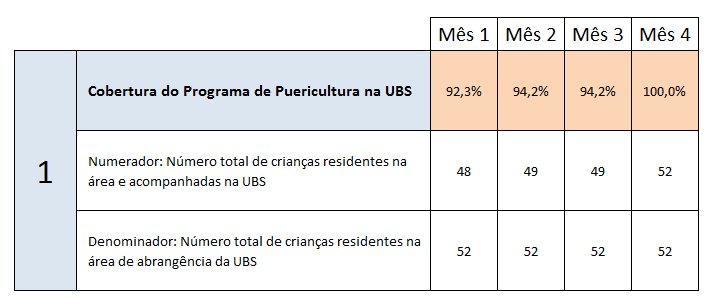 Mês 1 Mês 2 Mês 3 Mês 4
Cobertura do Programa de Puericultura na UBS 92,3% 94,2% 94,2% 100,0%
1
Numerador: Número total de crianças residentes na
área e acompanhadas na UBS
48 49 49 52
Denominador: Número total de crianças residentes na
área de abrangência da UBS
52 52 52 52